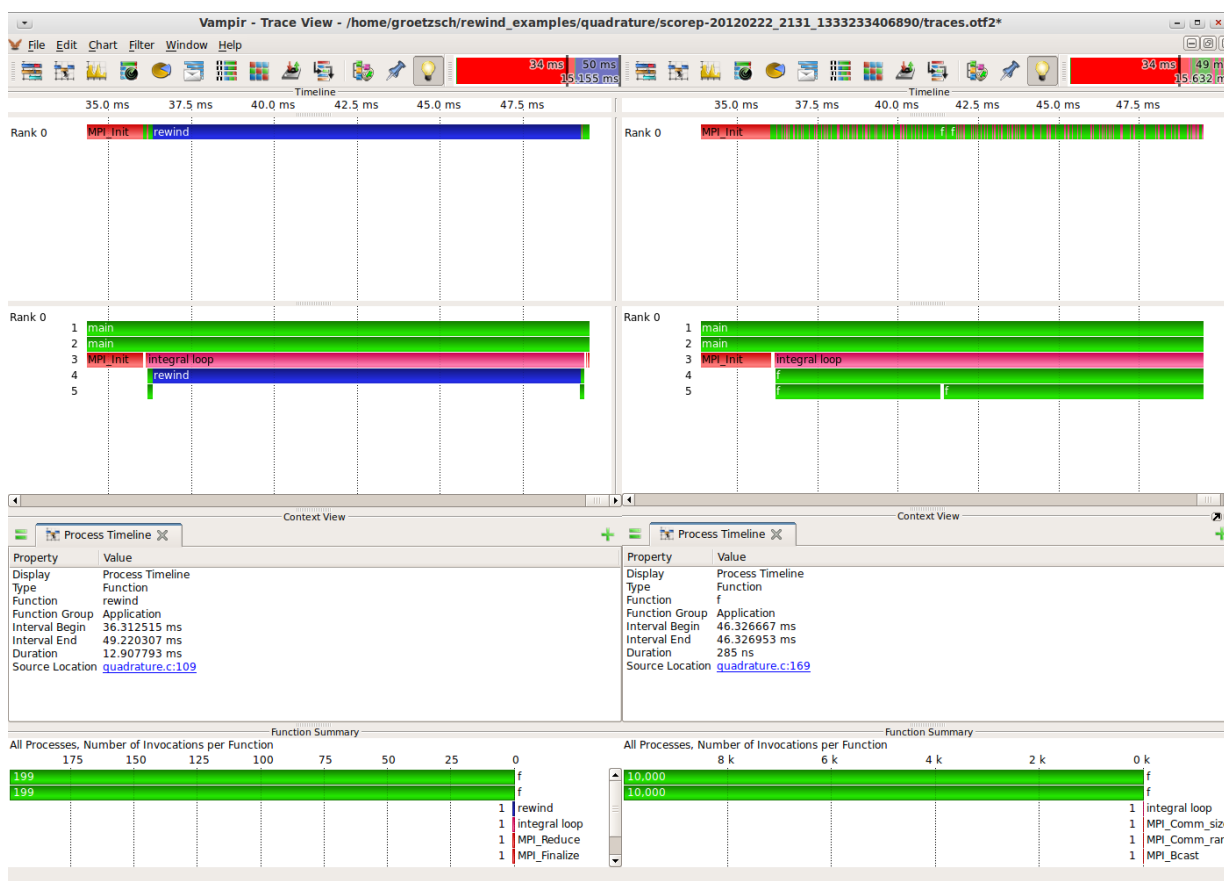 Vampir - Trace View - /home/groetzsch/rewind_examples/quadrature/scorep-20120222_2131_1333233406890/traces.otf2*
File Edit Chart Filter Window Help
34 ms 50 ms
15.155 ms
34 ms 49 m
15.632 m
Timeline
35.0 ms 37.5 ms 40.0 ms 42.5 ms 45.0 ms 47.5 ms
Rank 0
MPI_Init rewind
Rank 0
1 main
2 main
3 MPI_Init integral loop
4 rewind
5
Timeline
35.0 ms 37.5 ms 40.0 ms 42.5 ms 45.0 ms 47.5 ms
Rank 0
MPI_Init f f
Rank 0
1 main
2 main
3 MPI_Init integral loop
4 f
5 f f
Context View
Process Timeline
Property Value
Display Process Timeline
Type Function
Function rewind
Function Group Application
Interval Begin 36.312515 ms
Interval End 49.220307 ms
Duration 12.907793 ms
Source Location quadrature.c:109
Context View
Process Timeline
Property Value
Display Process Timeline
Type Function
Function f
Function Group Application
Interval Begin 46.326667 ms
Interval End 46.326953 ms
Duration 285 ns
Source Location quadrature.c:169
Function Summary
All Processes, Number of Invocations per Function
175 150 125 100 75 50 25 0
199 f
199 f
1 rewind
1 integral loop
1 MPI_Reduce
1 MPI_Finalize
Function Summary
All Processes, Number of Invocations per Function
8 k 6 k 4 k 2 k 0 k
10,000 f
10,000 f
1 integral loop
1 MPI_Comm_size
1 MPI_Comm_ran
1 MPI_Bcast